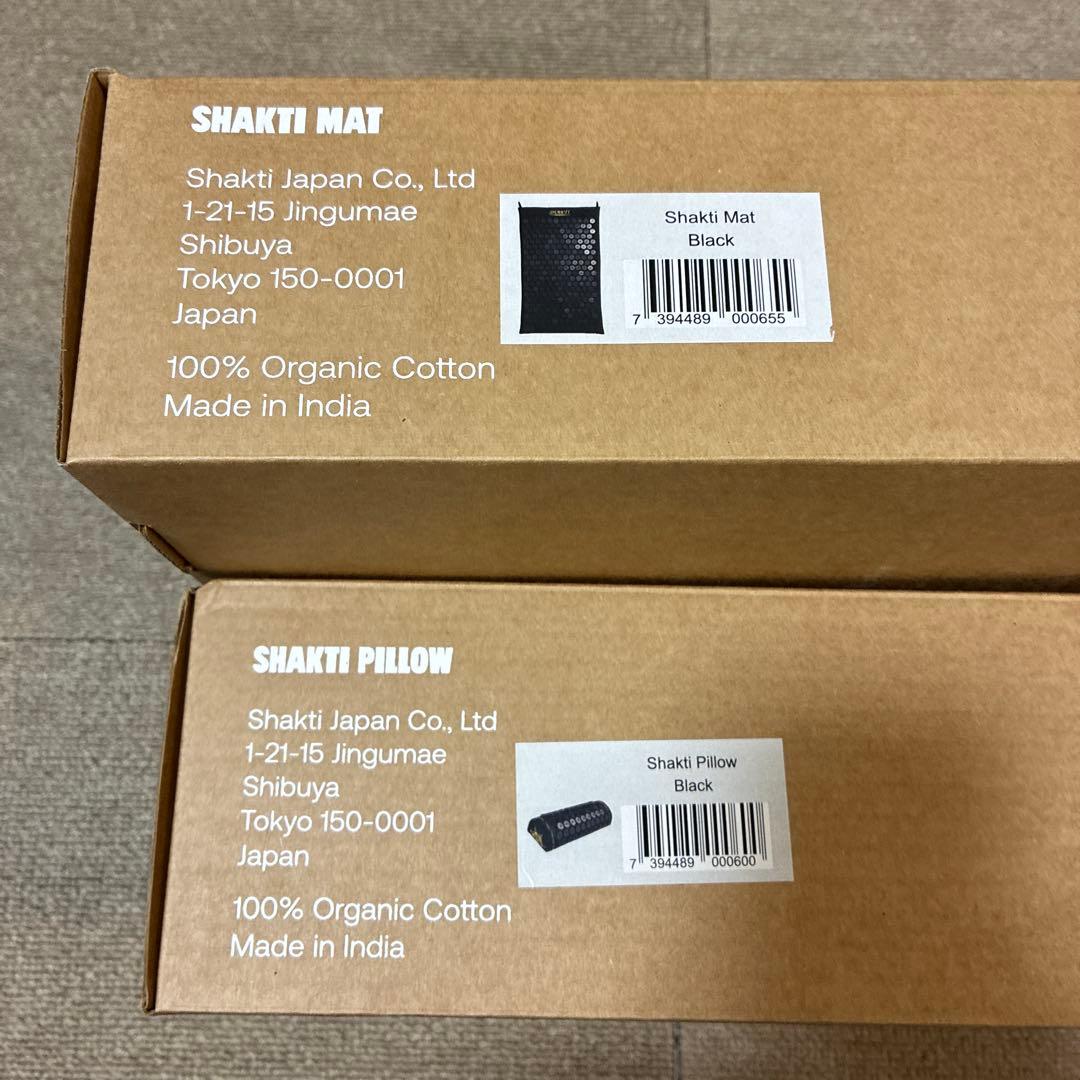 SHAKTI MAT
Shakti Japan Co., Ltd
1-21-15 Jingumae
Shibuya
Tokyo 150-0001
Japan
100% Organic Cotton
Made in India
Shakti Mat
Black
7 394489 000655
SHAKTI PILLOW
Shakti Japan Co., Ltd
1-21-15 Jingumae
Shibuya
Tokyo 150-0001
Japan
100% Organic Cotton
Made in India
Shakti Pillow
Black
7 394489 000600